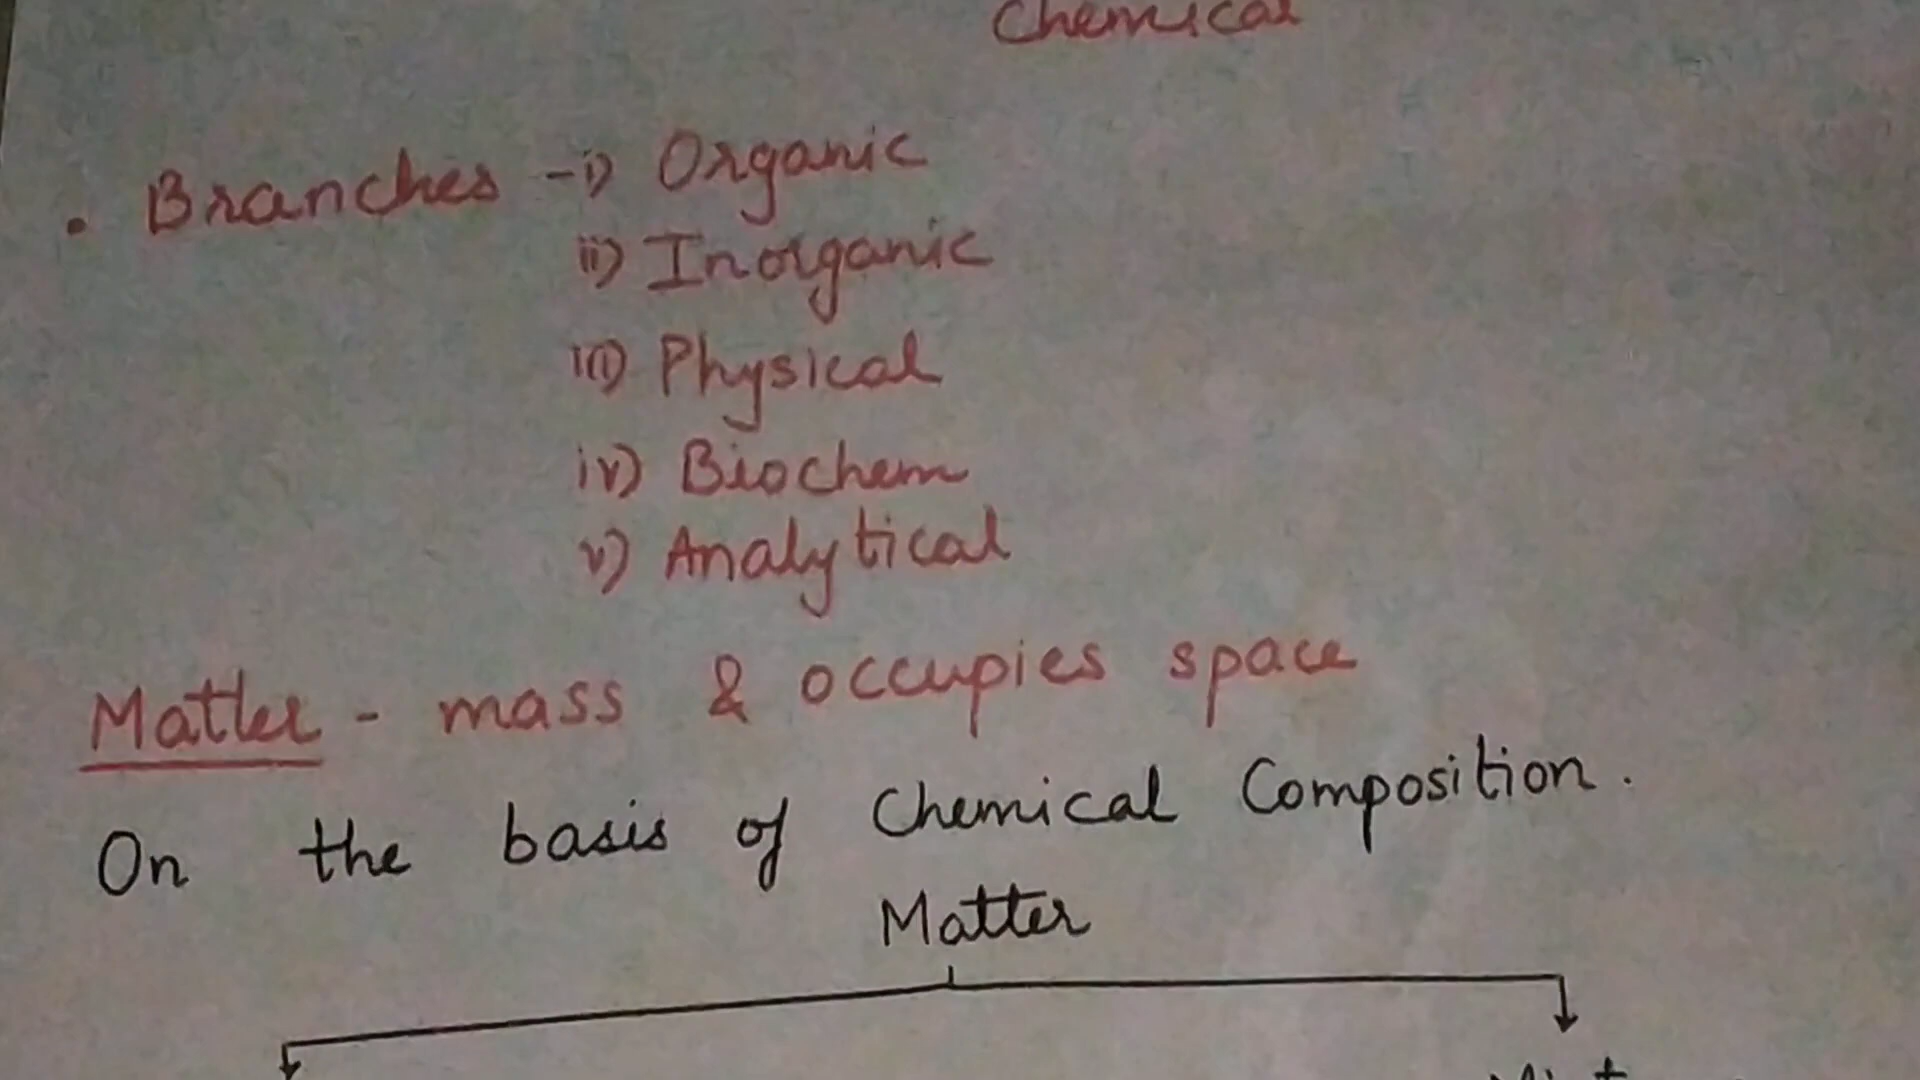 Chemical
. Branches - i) Organic
ii) Inorganic
iii) Physical
iv) Biochem
v) Analytical
Matter - mass & occupies space
On the basis of Chemical Composition.
Matter